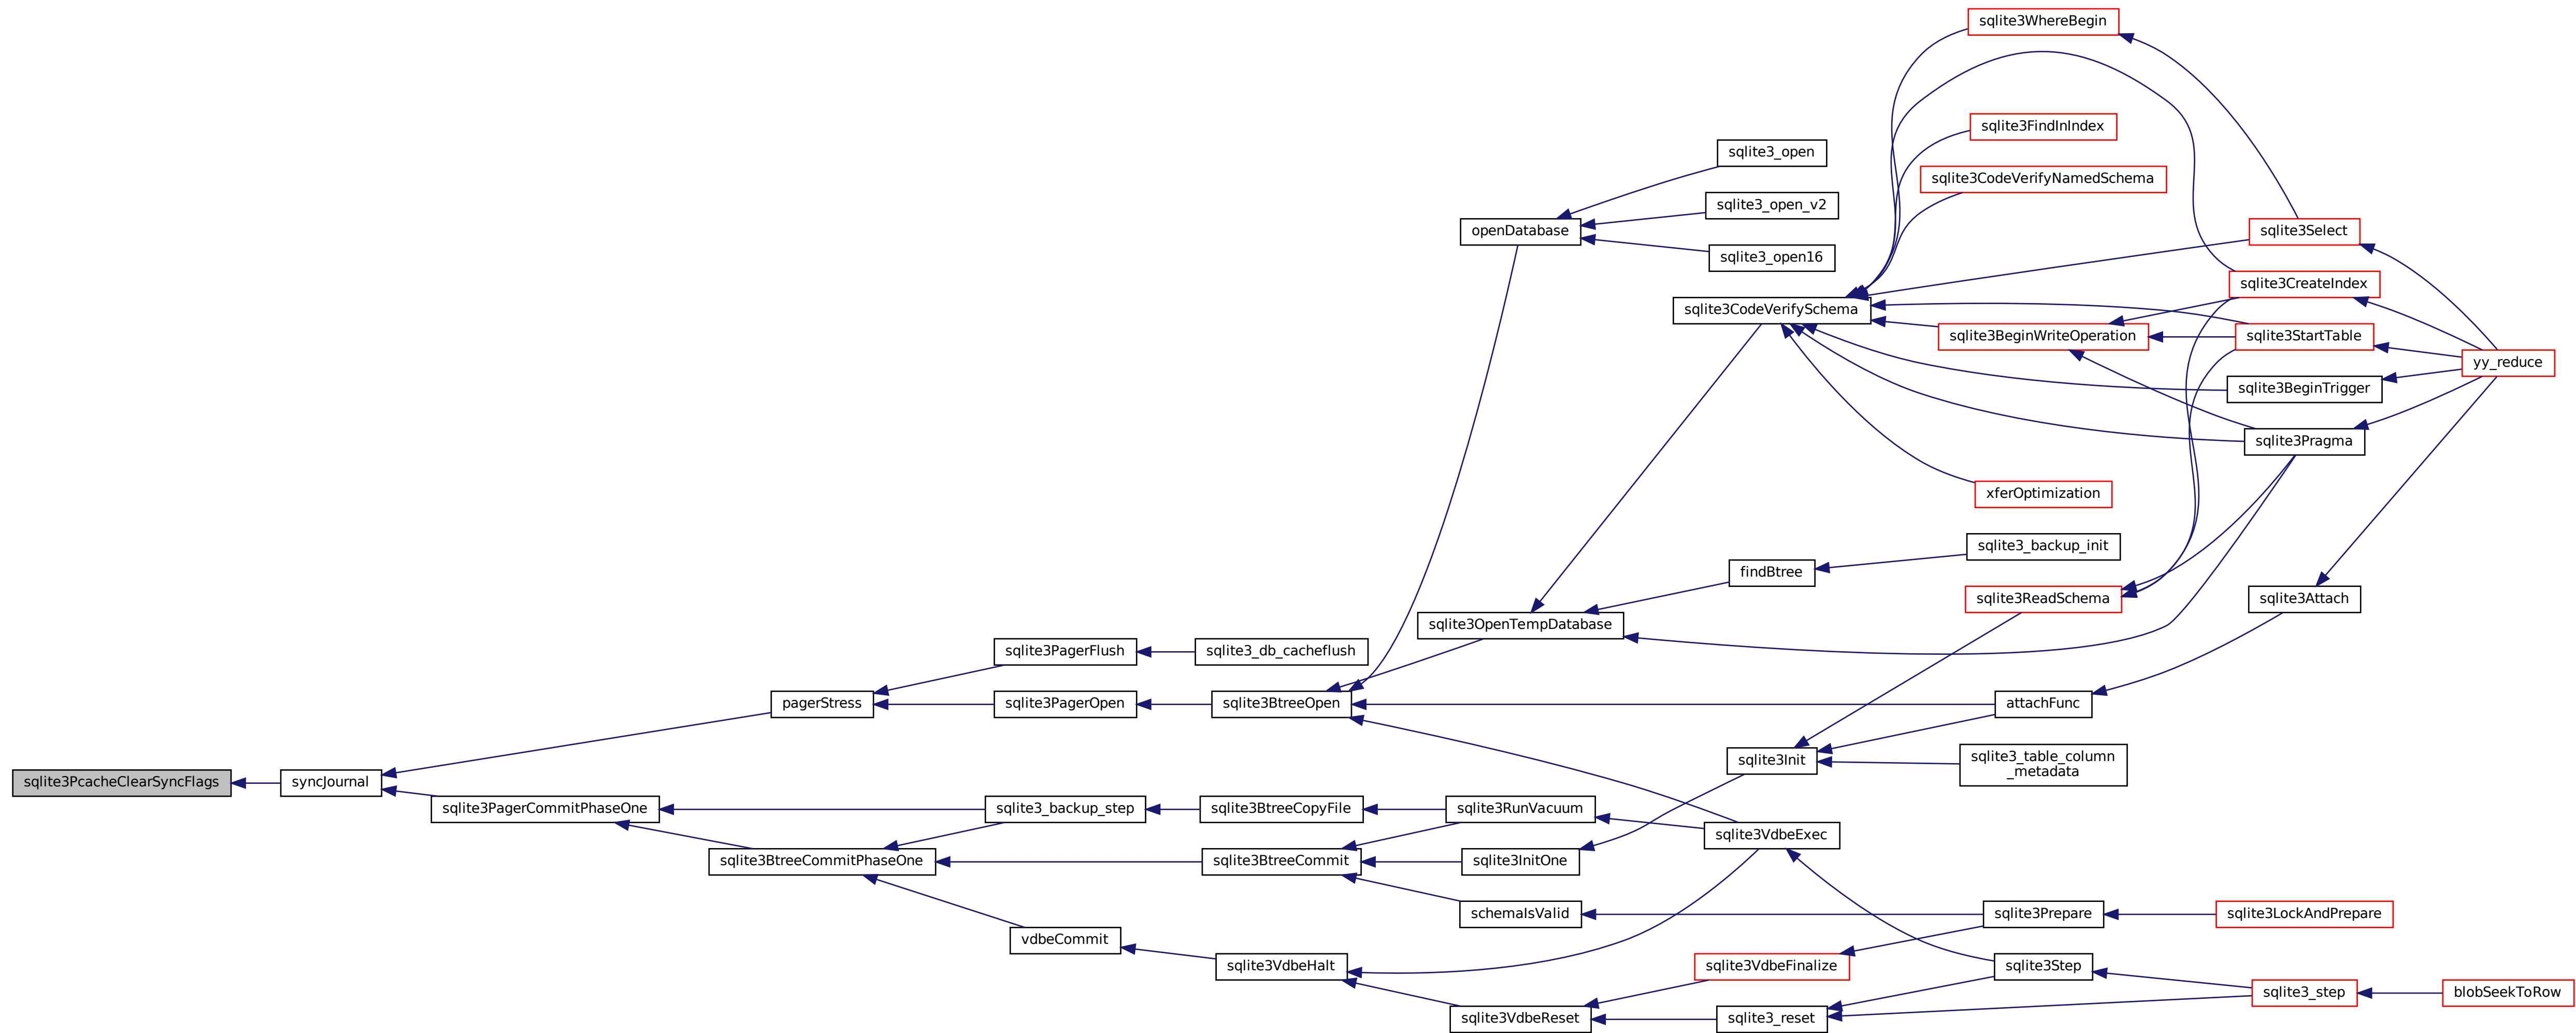 sqlite3WhereBegin
sqlite3FindInIndex
sqlite3_open
sqlite3CodeVerifyNamedSchema
sqlite3_open_v2
openDatabase
sqlite3Select
sqlite3_open16
sqlite3CreateIndex
sqlite3CodeVerifySchema
sqlite3BeginWriteOperation
sqlite3StartTable
yy_reduce
sqlite3BeginTrigger
sqlite3Pragma
xferOptimization
sqlite3_backup_init
findBtree
sqlite3ReadSchema
sqlite3Attach
sqlite3OpenTempDatabase
sqlite3PagerFlush
sqlite3_db_cacheflush
pagerStress
sqlite3PagerOpen
sqlite3BtreeOpen
attachFunc
sqlite3Init
sqlite3_table_column
_metadata
sqlite3PcacheClearSyncFlags
syncJournal
sqlite3PagerCommitPhaseOne
sqlite3_backup_step
sqlite3BtreeCopyFile
sqlite3RunVacuum
sqlite3VdbeExec
sqlite3BtreeCommitPhaseOne
sqlite3BtreeCommit
sqlite3InitOne
schemaIsValid
sqlite3Prepare
sqlite3LockAndPrepare
vdbeCommit
sqlite3VdbeHalt
sqlite3VdbeFinalize
sqlite3Step
sqlite3_step
blobSeekToRow
sqlite3VdbeReset
sqlite3_reset